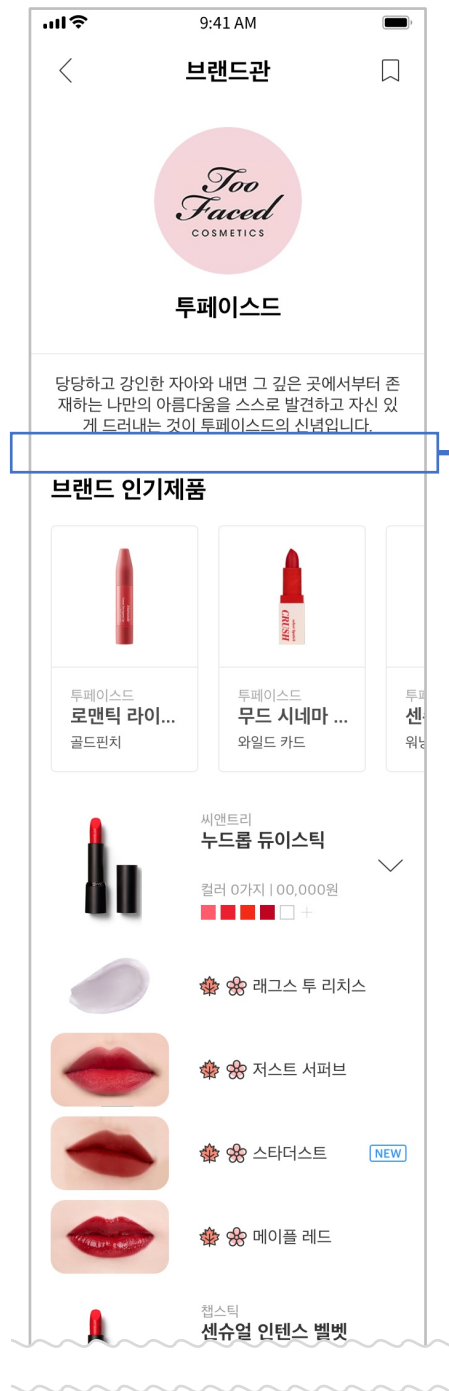 9:41 AM
브랜드관
Too
Faced
COSMETICS
투페이스드
당당하고 강인한 자아와 내면 그 깊은 곳에서부터 존
재하는 나만의 아름다움을 스스로 발견하고 자신 있
게 드러내는 것이 투페이스드의 신념입니다.
브랜드 인기제품
CRUSH
투페이스드
로맨틱 라이...
골드핀치
투페이스드
무드 시네마 ...
와일드 카드
씨앤트리
누드롭 듀이스틱
컬러 0가지 | 00,000원
+
래그스 투 리치스
저스트 서퍼브
스타더스트
NEW
메이플 레드
챕스틱
센슈얼 인텐스 벨벳